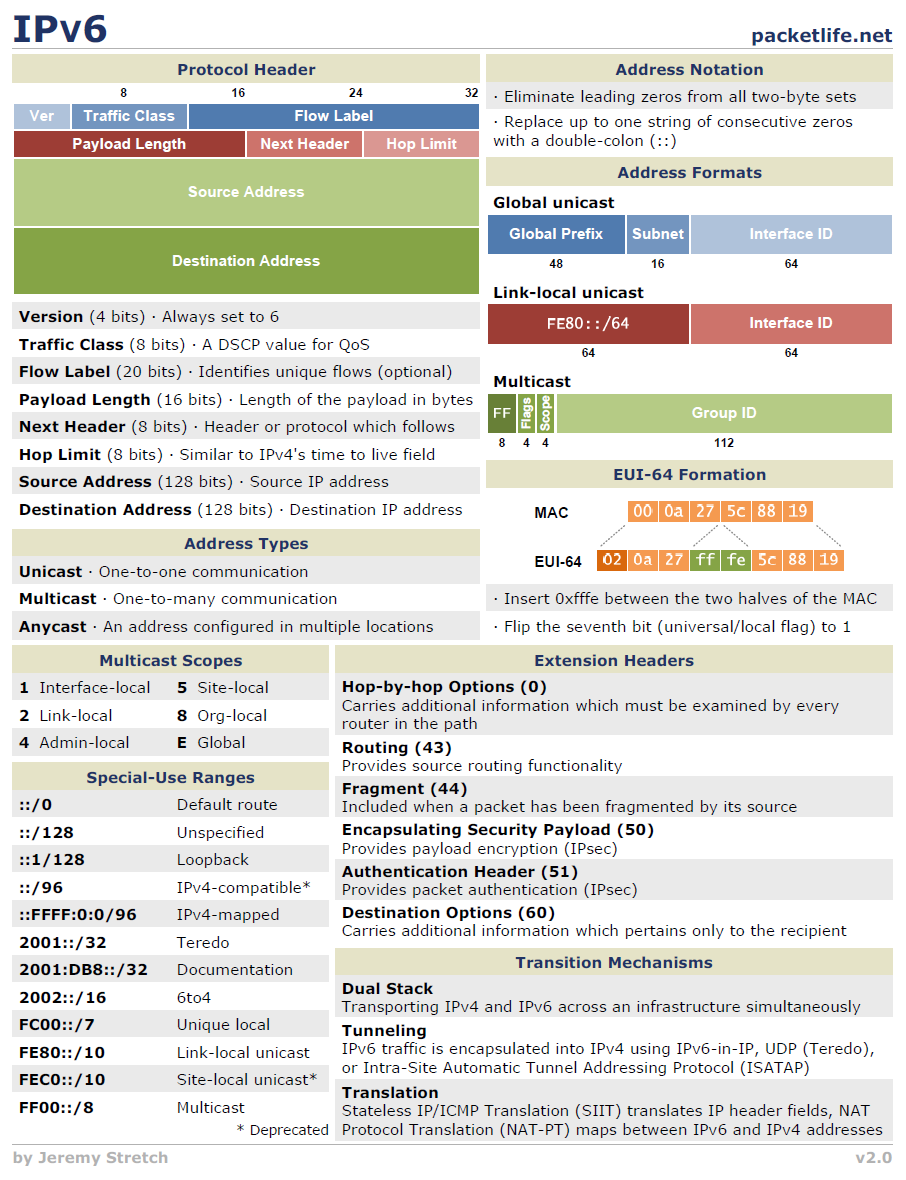 IPv6
packetlife.net
Protocol Header
8 16 24 32
Ver Traffic Class Flow Label
Payload Length Next Header Hop Limit
Source Address
Destination Address
Version (4 bits) · Always set to 6
Traffic Class (8 bits) · A DSCP value for QoS
Flow Label (20 bits) · Identifies unique flows (optional)
Payload Length (16 bits) · Length of the payload in bytes
Next Header (8 bits) · Header or protocol which follows
Hop Limit (8 bits) · Similar to IPv4's time to live field
Source Address (128 bits) · Source IP address
Destination Address (128 bits) · Destination IP address
Address Types
Unicast · One-to-one communication
Multicast · One-to-many communication
Anycast · An address configured in multiple locations
Address Notation
· Eliminate leading zeros from all two-byte sets
· Replace up to one string of consecutive zeros
with a double-colon (::)
Address Formats
Global unicast
Global Prefix Subnet Interface ID
48 16 64
Link-local unicast
FE80::/64 Interface ID
64 64
Multicast
FF Flags Scope Group ID
8 4 4 112
EUI-64 Formation
MAC 00 0a 27 5c 88 19
EUI-64 02 0a 27 ff fe 5c 88 19
· Insert 0xfffe between the two halves of the MAC
· Flip the seventh bit (universal/local flag) to 1
Multicast Scopes
1 Interface-local 5 Site-local
2 Link-local 8 Org-local
4 Admin-local E Global
Special-Use Ranges
::/0 Default route
::/128 Unspecified
::1/128 Loopback
::/96 IPv4-compatible*
::FFFF:0:0/96 IPv4-mapped
2001::/32 Teredo
2001:DB8::/32 Documentation
2002::/16 6to4
FC00::/7 Unique local
FE80::/10 Link-local unicast
FEC0::/10 Site-local unicast*
FF00::/8 Multicast
* Deprecated
Extension Headers
Hop-by-hop Options (0)
Carries additional information which must be examined by every
router in the path
Routing (43)
Provides source routing functionality
Fragment (44)
Included when a packet has been fragmented by its source
Encapsulating Security Payload (50)
Provides payload encryption (IPsec)
Authentication Header (51)
Provides packet authentication (IPsec)
Destination Options (60)
Carries additional information which pertains only to the recipient
Transition Mechanisms
Dual Stack
Transporting IPv4 and IPv6 across an infrastructure simultaneously
Tunneling
IPv6 traffic is encapsulated into IPv4 using IPv6-in-IP, UDP (Teredo),
or Intra-Site Automatic Tunnel Addressing Protocol (ISATAP)
Translation
Stateless IP/ICMP Translation (SIIT) translates IP header fields, NAT
Protocol Translation (NAT-PT) maps between IPv6 and IPv4 addresses
by Jeremy Stretch
v2.0